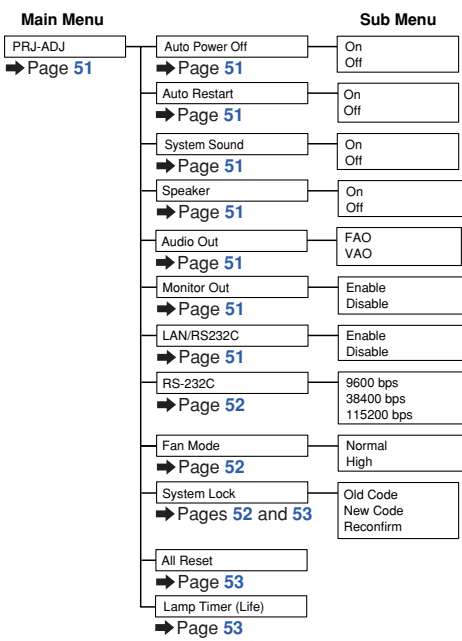 Main Menu
Sub Menu
PRJ-ADJ
➡ Page 51
Auto Power Off
On
Off
➡ Page 51
Auto Restart
On
Off
➡ Page 51
System Sound
On
Off
➡ Page 51
Speaker
On
Off
➡ Page 51
Audio Out
FAO
VAO
➡ Page 51
Monitor Out
Enable
Disable
➡ Page 51
LAN/RS232C
Enable
Disable
➡ Page 51
RS-232C
9600 bps
38400 bps
115200 bps
➡ Page 52
Fan Mode
Normal
High
➡ Page 52
System Lock
Old Code
New Code
Reconfirm
➡ Pages 52 and 53
All Reset
➡ Page 53
Lamp Timer (Life)
➡ Page 53